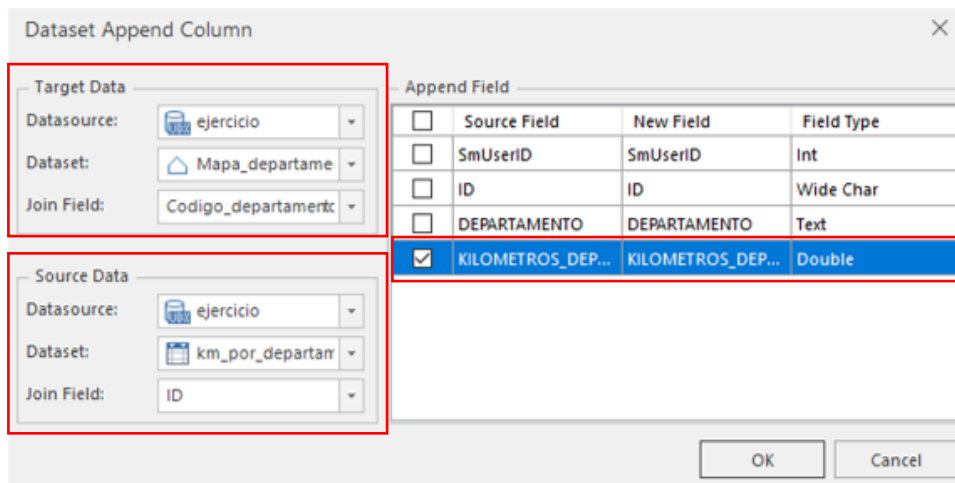 Dataset Append Column
Target Data
Datasource: ejercicio
Dataset: Mapa_departame
Join Field: Codigo_departamentc
Source Data
Datasource: ejercicio
Dataset: km_por_departam
Join Field: ID
Append Field
Source Field New Field Field Type
SmUserID SmUserID Int
ID ID Wide Char
DEPARTAMENTO DEPARTAMENTO Text
KILOMETROS_DEP... KILOMETROS_DEP... Double
OK Cancel